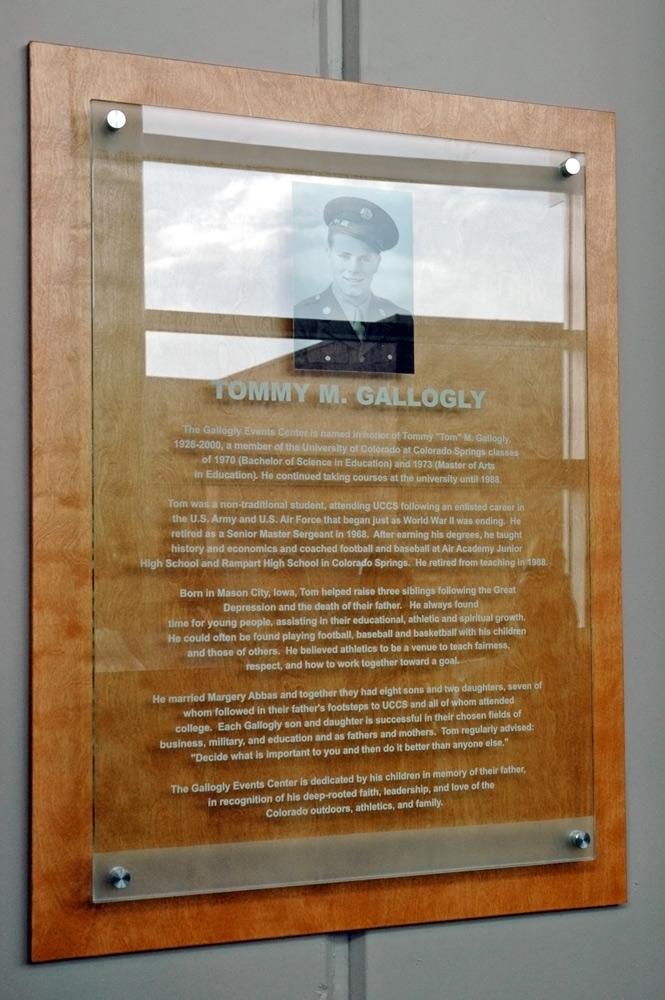 TOMMY M. GALLOGLY
The Gallogly Events Center is named in honor of Tommy "Tom" M. Gallogly,
1926-2000, a member of the University of Colorado at Colorado Springs classes
of 1970 (Bachelor of Science in Education) and 1973 (Master of Arts
in Education). He continued taking courses at the university until 1988.
Tom was a non-traditional student, attending UCCS following an enlisted career in
the U.S. Army and U.S. Air Force that began just as World War II was ending. He
retired as a Senior Master Sergeant in 1968. After earning his degrees, he taught
history and economics and coached football and baseball at Air Academy Junior
High School and Rampart High School in Colorado Springs. He retired from teaching in 1988.
Born in Mason City, Iowa, Tom helped raise three siblings following the Great
Depression and the death of their father. He always found
time for young people, assisting in their educational, athletic and spiritual growth.
He could often be found playing football, baseball and basketball with his children
and those of others. He believed athletics to be a venue to teach fairness,
respect, and how to work together toward a goal.
He married Margery Abbas and together they had eight sons and two daughters, seven of
whom followed in their father's footsteps to UCCS and all of whom attended
college. Each Gallogly son and daughter is successful in their chosen fields of
business, military, and education and as fathers and mothers. Tom regularly advised:
"Decide what is important to you and then do it better than anyone else."
The Gallogly Events Center is dedicated by his children in memory of their father,
in recognition of his deep-rooted faith, leadership, and love of the
Colorado outdoors, athletics, and family.